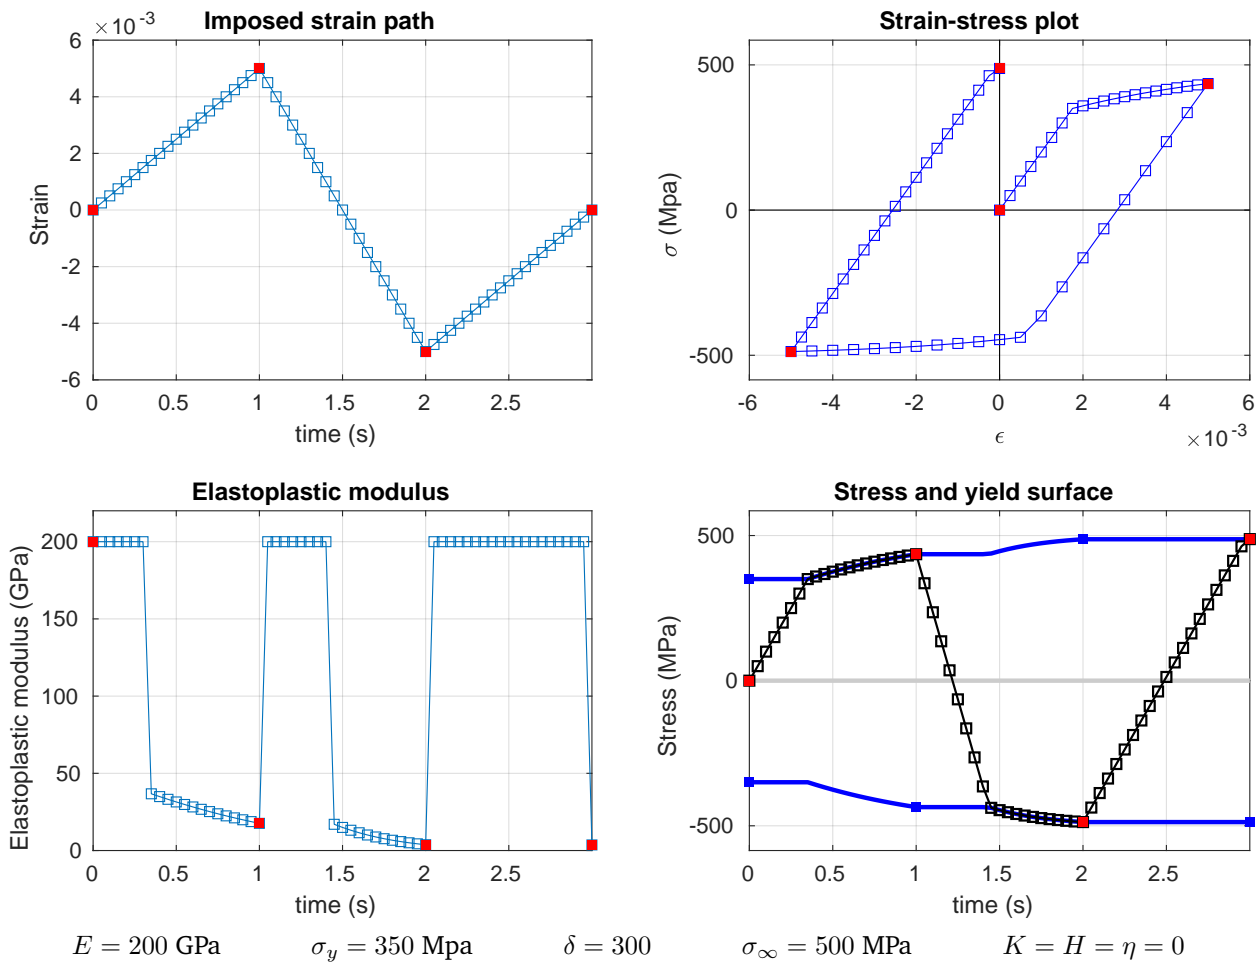 Imposed strain path
×10⁻³
6
4
2
0
-2
-4
-6
Strain
0 0.5 1 1.5 2 2.5
time (s)
Strain-stress plot
500
0
-500
σ (Mpa)
-6 -4 -2 0 2 4 6
ϵ ×10⁻³
Elastoplastic modulus
200
150
100
50
0
Elastoplastic modulus (GPa)
0 0.5 1 1.5 2 2.5
time (s)
Stress and yield surface
500
0
-500
Stress (MPa)
0 0.5 1 1.5 2 2.5
time (s)
E = 200 GPa σ_y = 350 Mpa δ = 300 σ_∞ = 500 MPa K = H = η = 0